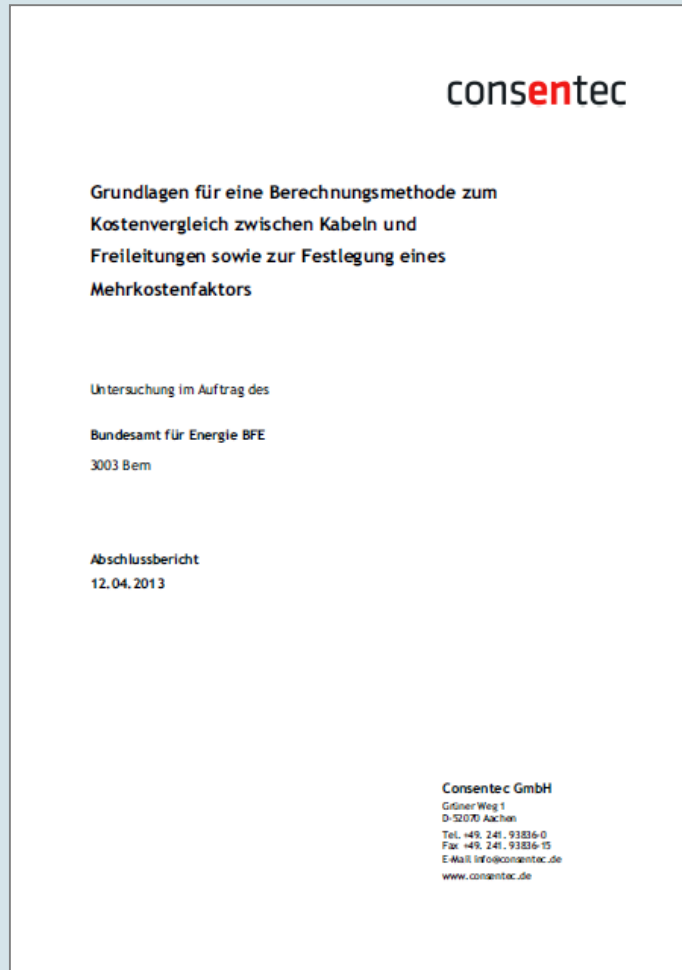 consentec
Grundlagen für eine Berechnungsmethode zum
Kostenvergleich zwischen Kabeln und
Freileitungen sowie zur Festlegung eines
Mehrkostenfaktors
Untersuchung im Auftrag des
Bundesamt für Energie BFE
3003 Bern
Abschlussbericht
12.04.2013
Consentec GmbH
Grüner Weg 1
D-52070 Aachen
Tel. +49. 241. 93836-0
Fax +49. 241. 93836-15
E-Mail info@consentec.de
www.consentec.de